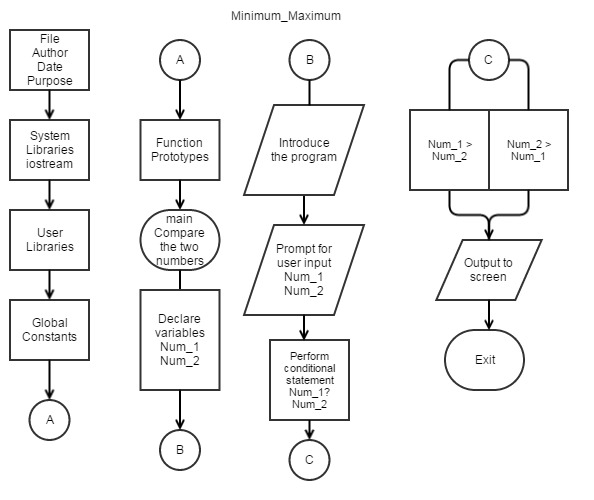 Minimum_Maximum
File
Author
Date
Purpose
System
Libraries
iostream
User
Libraries
Global
Constants
A
A
Function
Prototypes
main
Compare
the two
numbers
Declare
variables
Num_1
Num_2
B
B
Introduce
the program
Prompt for
user input
Num_1
Num_2
Perform
conditional
statement
Num_1?
Num_2
C
C
Num_1 >
Num_2
Num_2 >
Num_1
Output to
screen
Exit